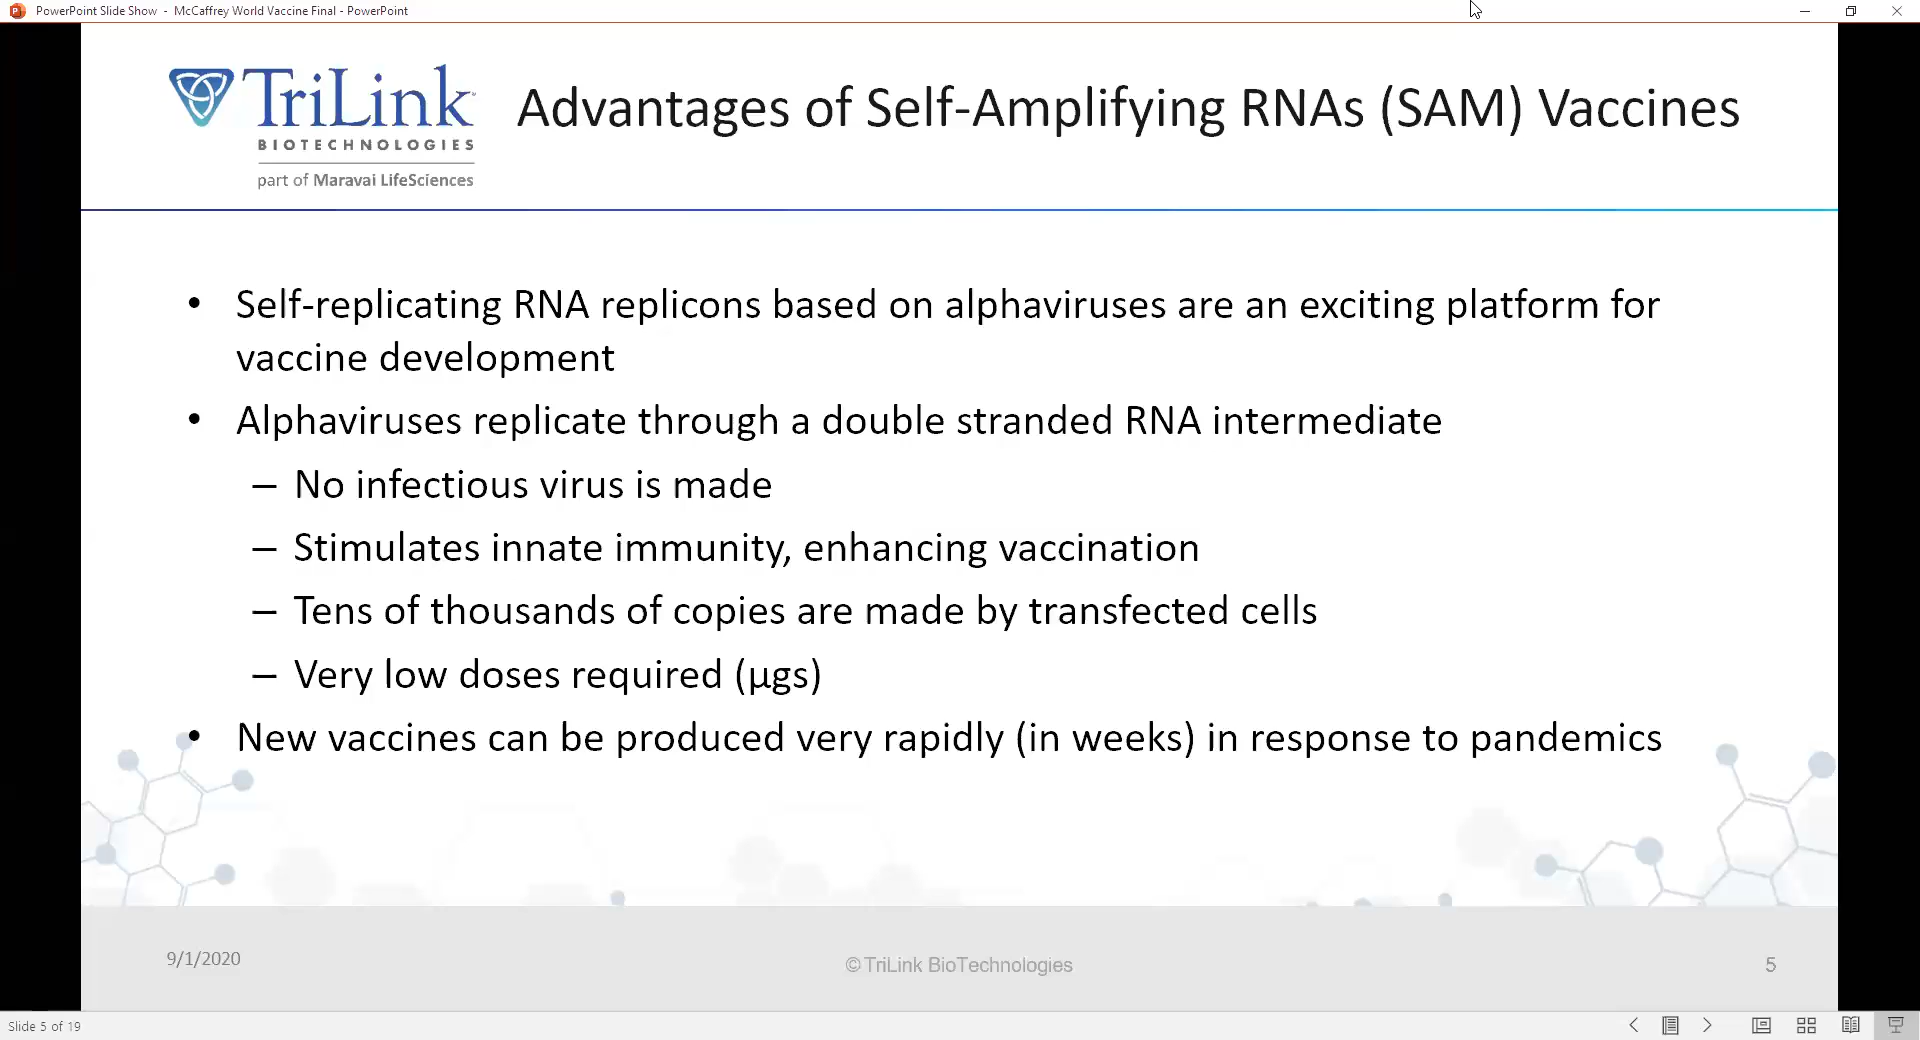 PowerPoint Slide Show - McCaffrey World Vaccine Final - PowerPoint
TriLink
BIOTECHNOLOGIES
part of Maravai LifeSciences
Advantages of Self-Amplifying RNAs (SAM) Vaccines
• Self-replicating RNA replicons based on alphaviruses are an exciting platform for
vaccine development
• Alphaviruses replicate through a double stranded RNA intermediate
– No infectious virus is made
– Stimulates innate immunity, enhancing vaccination
– Tens of thousands of copies are made by transfected cells
– Very low doses required (µgs)
• New vaccines can be produced very rapidly (in weeks) in response to pandemics
9/1/2020
© TriLink BioTechnologies
5
Slide 5 of 19